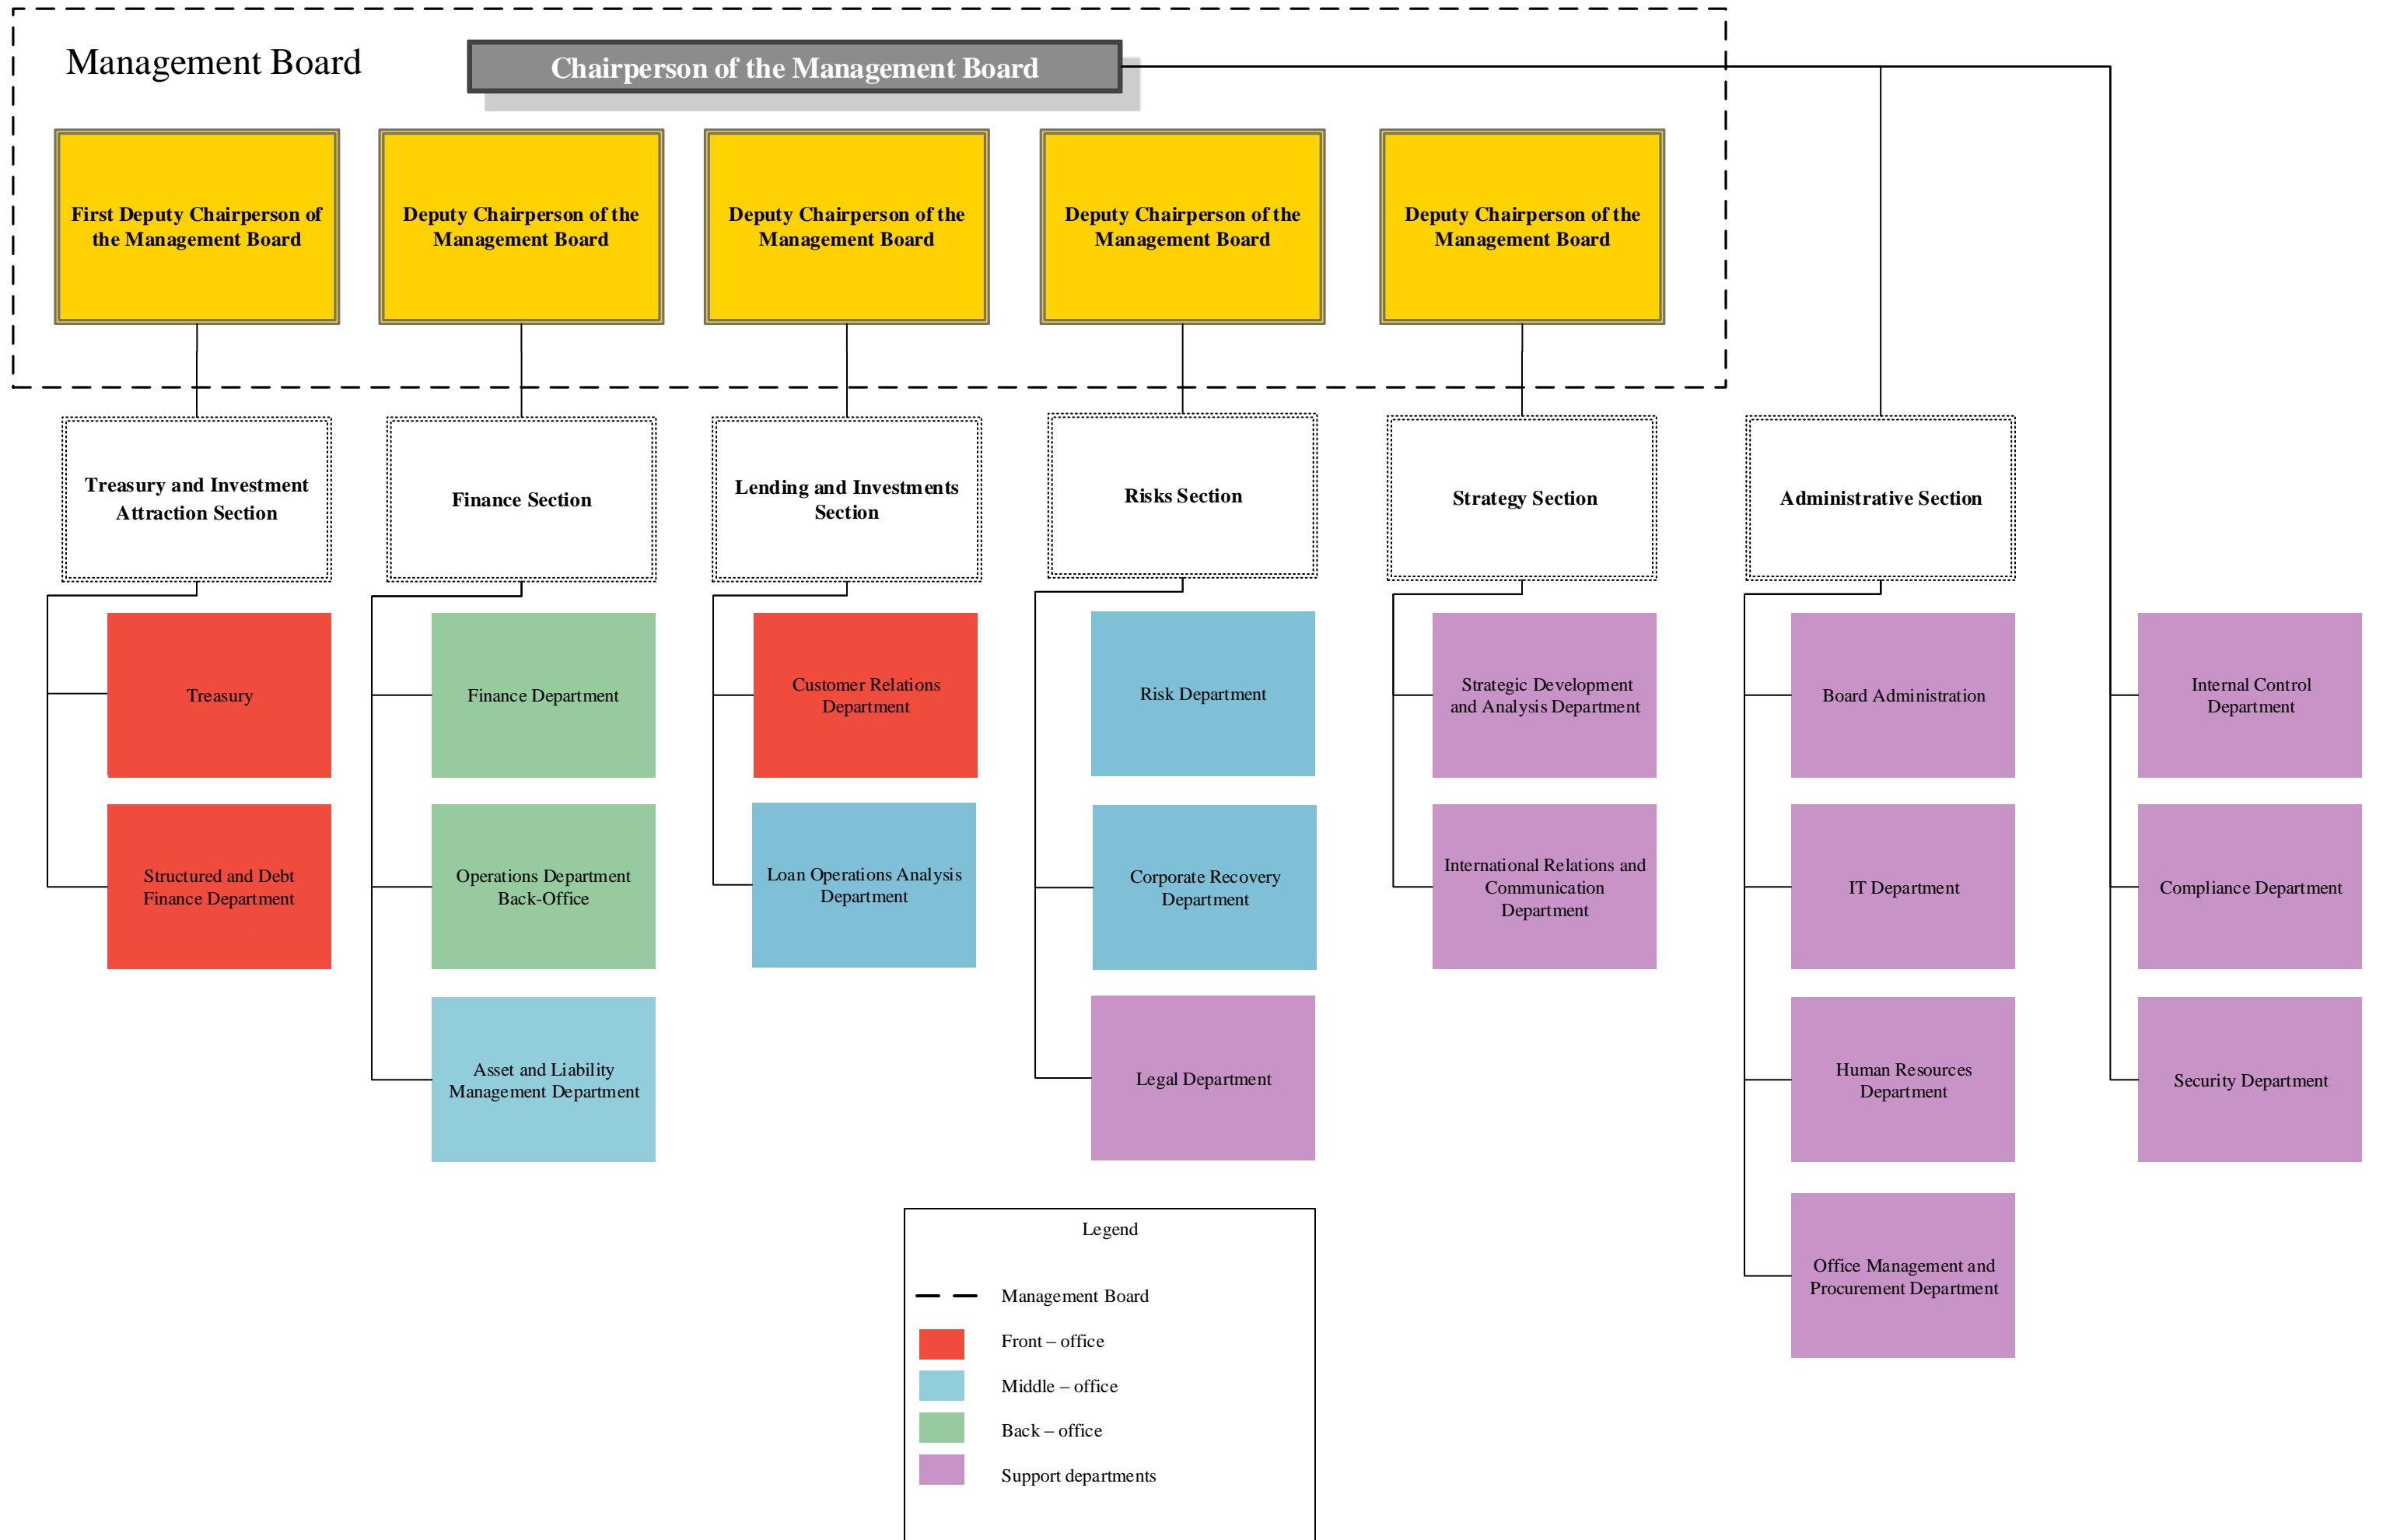 Management Board
Chairperson of the Management Board
First Deputy Chairperson of
the Management Board
Deputy Chairperson of the
Management Board
Deputy Chairperson of the
Management Board
Deputy Chairperson of the
Management Board
Deputy Chairperson of the
Management Board
Treasury and Investment
Attraction Section
Finance Section
Lending and Investments
Section
Risks Section
Strategy Section
Administrative Section
Treasury
Finance Department
Customer Relations
Department
Risk Department
Strategic Development
and Analysis Department
Board Administration
Internal Control
Department
Structured and Debt
Finance Department
Operations Department
Back-Office
Loan Operations Analysis
Department
Corporate Recovery
Department
International Relations and
Communication
Department
IT Department
Compliance Department
Asset and Liability
Management Department
Legal Department
Human Resources
Department
Security Department
Office Management and
Procurement Department
Legend
Management Board
Front – office
Middle – office
Back – office
Support departments